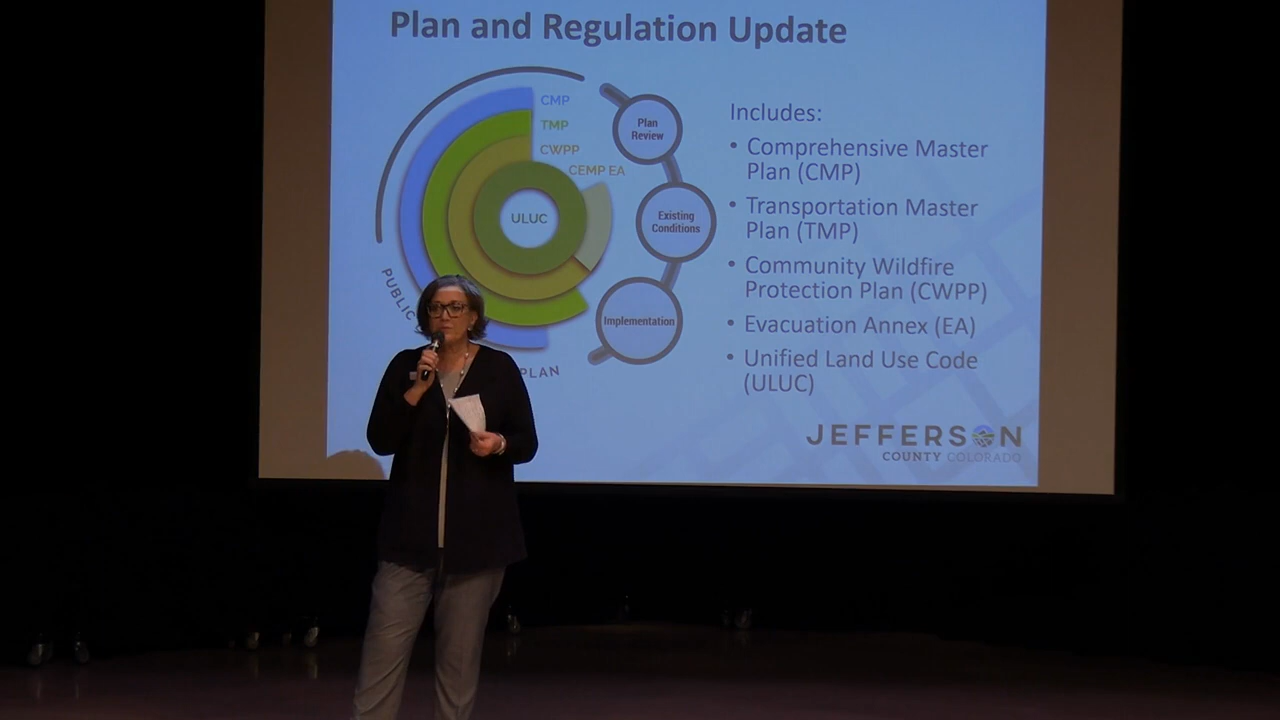 Plan and Regulation Update
CMP
TMP
CWPP
CEMP EA
ULUC
PUBLIC
PLAN
Plan
Review
Existing
Conditions
Implementation
Includes:
• Comprehensive Master
Plan (CMP)
• Transportation Master
Plan (TMP)
• Community Wildfire
Protection Plan (CWPP)
• Evacuation Annex (EA)
• Unified Land Use Code
(ULUC)
JEFFERSON
COUNTY COLORADO